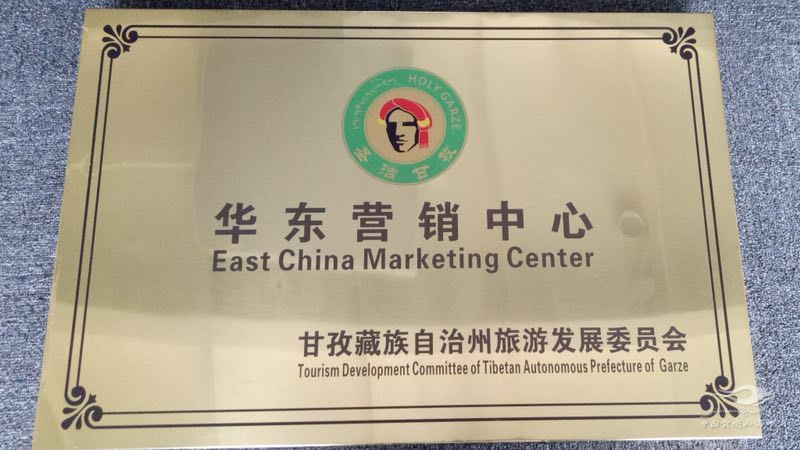 HOLY GARZE
圣洁甘孜
华东营销中心
East China Marketing Center
甘孜藏族自治州旅游发展委员会
Tourism Development Committee of Tibetan Autonomous Prefecture of Garze